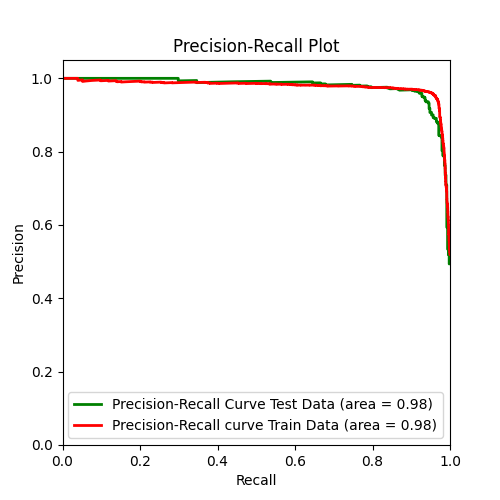 Precision-Recall Plot
1.0
0.8
0.6
0.4
0.2
0.0
Precision
Precision-Recall Curve Test Data (area = 0.98)
Precision-Recall curve Train Data (area = 0.98)
0.0 0.2 0.4 0.6 0.8 1.0
Recall